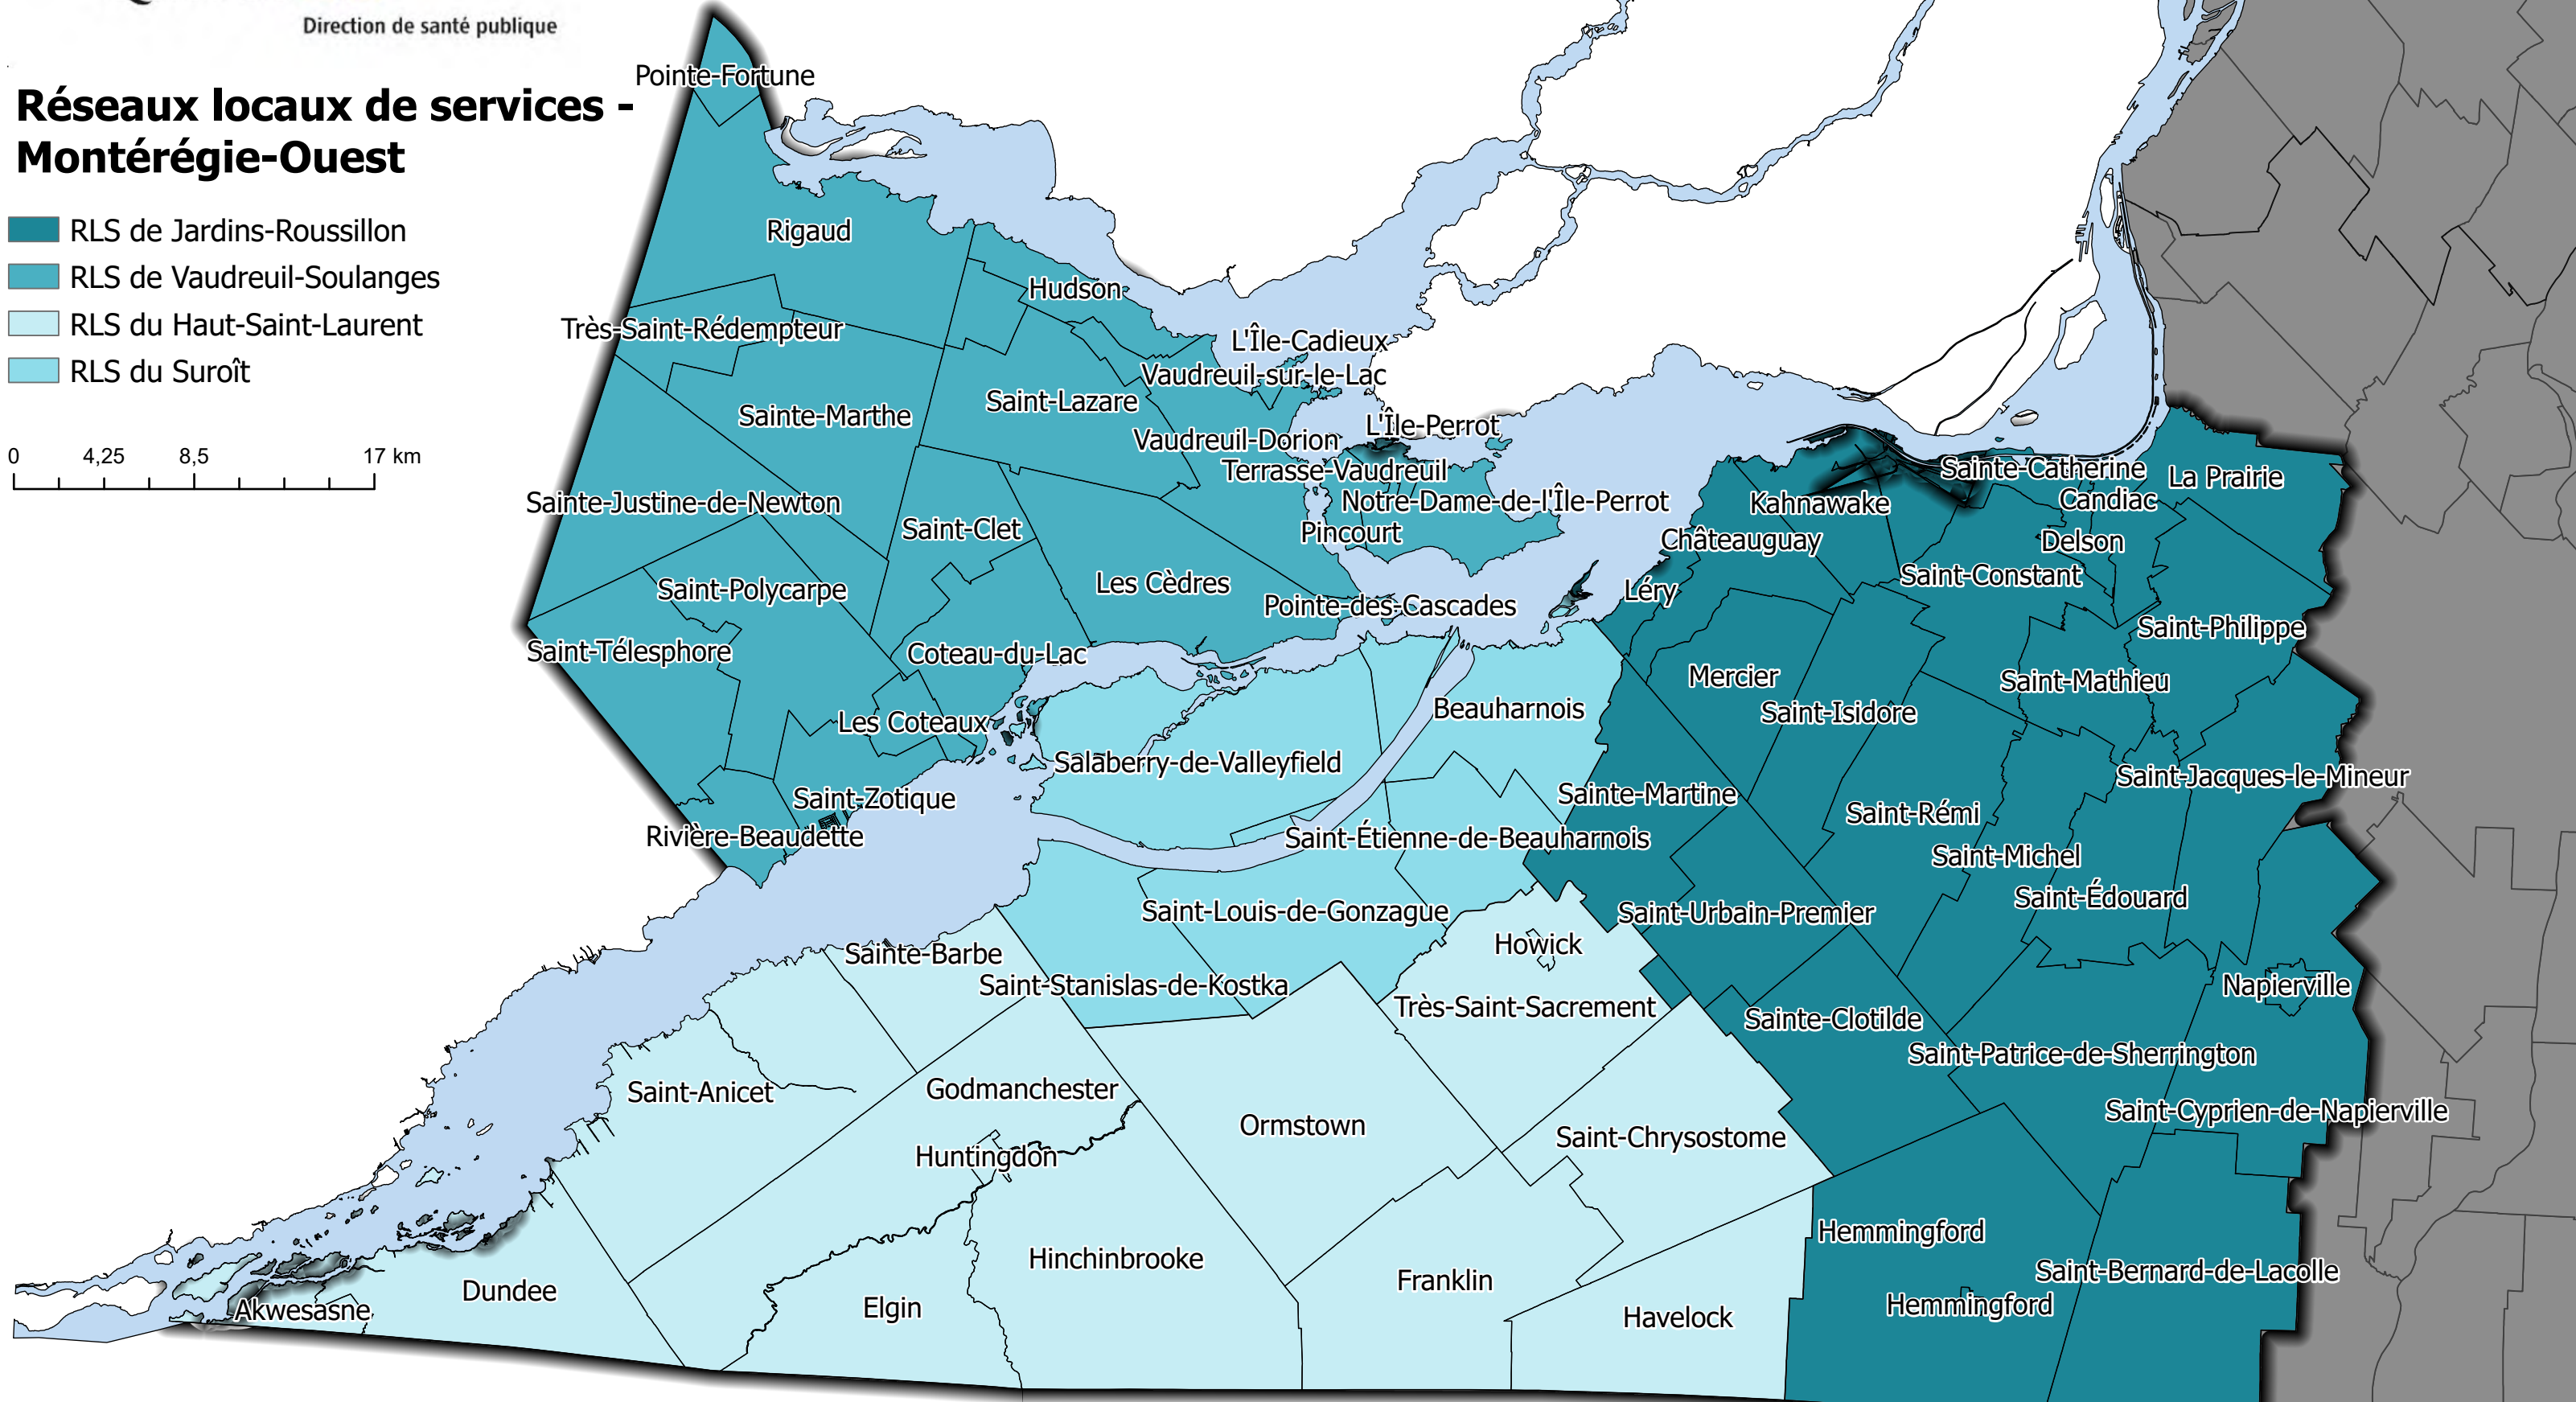 Direction de santé publique
Réseaux locaux de services -
Montérégie-Ouest
RLS de Jardins-Roussillon
RLS de Vaudreuil-Soulanges
RLS du Haut-Saint-Laurent
RLS du Suroît
0 4,25 8,5 17 km
Pointe-Fortune
Rigaud
Hudson
Très-Saint-Rédempteur
L'Île-Cadieux
Vaudreuil-sur-le-Lac
Saint-Lazare
Sainte-Marthe
L'Île-Perrot
Vaudreuil-Dorion
Terrasse-Vaudreuil
Sainte-Catherine
La Prairie
Sainte-Justine-de-Newton
Notre-Dame-de-l'Île-Perrot
Kahnawake
Candiac
Saint-Clet
Pincourt
Châteauguay
Delson
Saint-Constant
Saint-Polycarpe
Les Cèdres
Léry
Pointe-des-Cascades
Saint-Philippe
Saint-Télesphore
Coteau-du-Lac
Mercier
Saint-Mathieu
Les Coteaux
Beauharnois
Saint-Isidore
Salaberry-de-Valleyfield
Saint-Jacques-le-Mineur
Saint-Zotique
Sainte-Martine
Saint-Rémi
Rivière-Beaudette
Saint-Étienne-de-Beauharnois
Saint-Michel
Saint-Édouard
Saint-Louis-de-Gonzague
Saint-Urbain-Premier
Howick
Sainte-Barbe
Saint-Stanislas-de-Kostka
Napierville
Très-Saint-Sacrement
Sainte-Clotilde
Saint-Patrice-de-Sherrington
Saint-Anicet
Godmanchester
Saint-Cyprien-de-Napierville
Ormstown
Saint-Chrysostome
Huntingdon
Hemmingford
Hinchinbrooke
Saint-Bernard-de-Lacolle
Franklin
Dundee
Hemmingford
Akwesasne
Elgin
Havelock